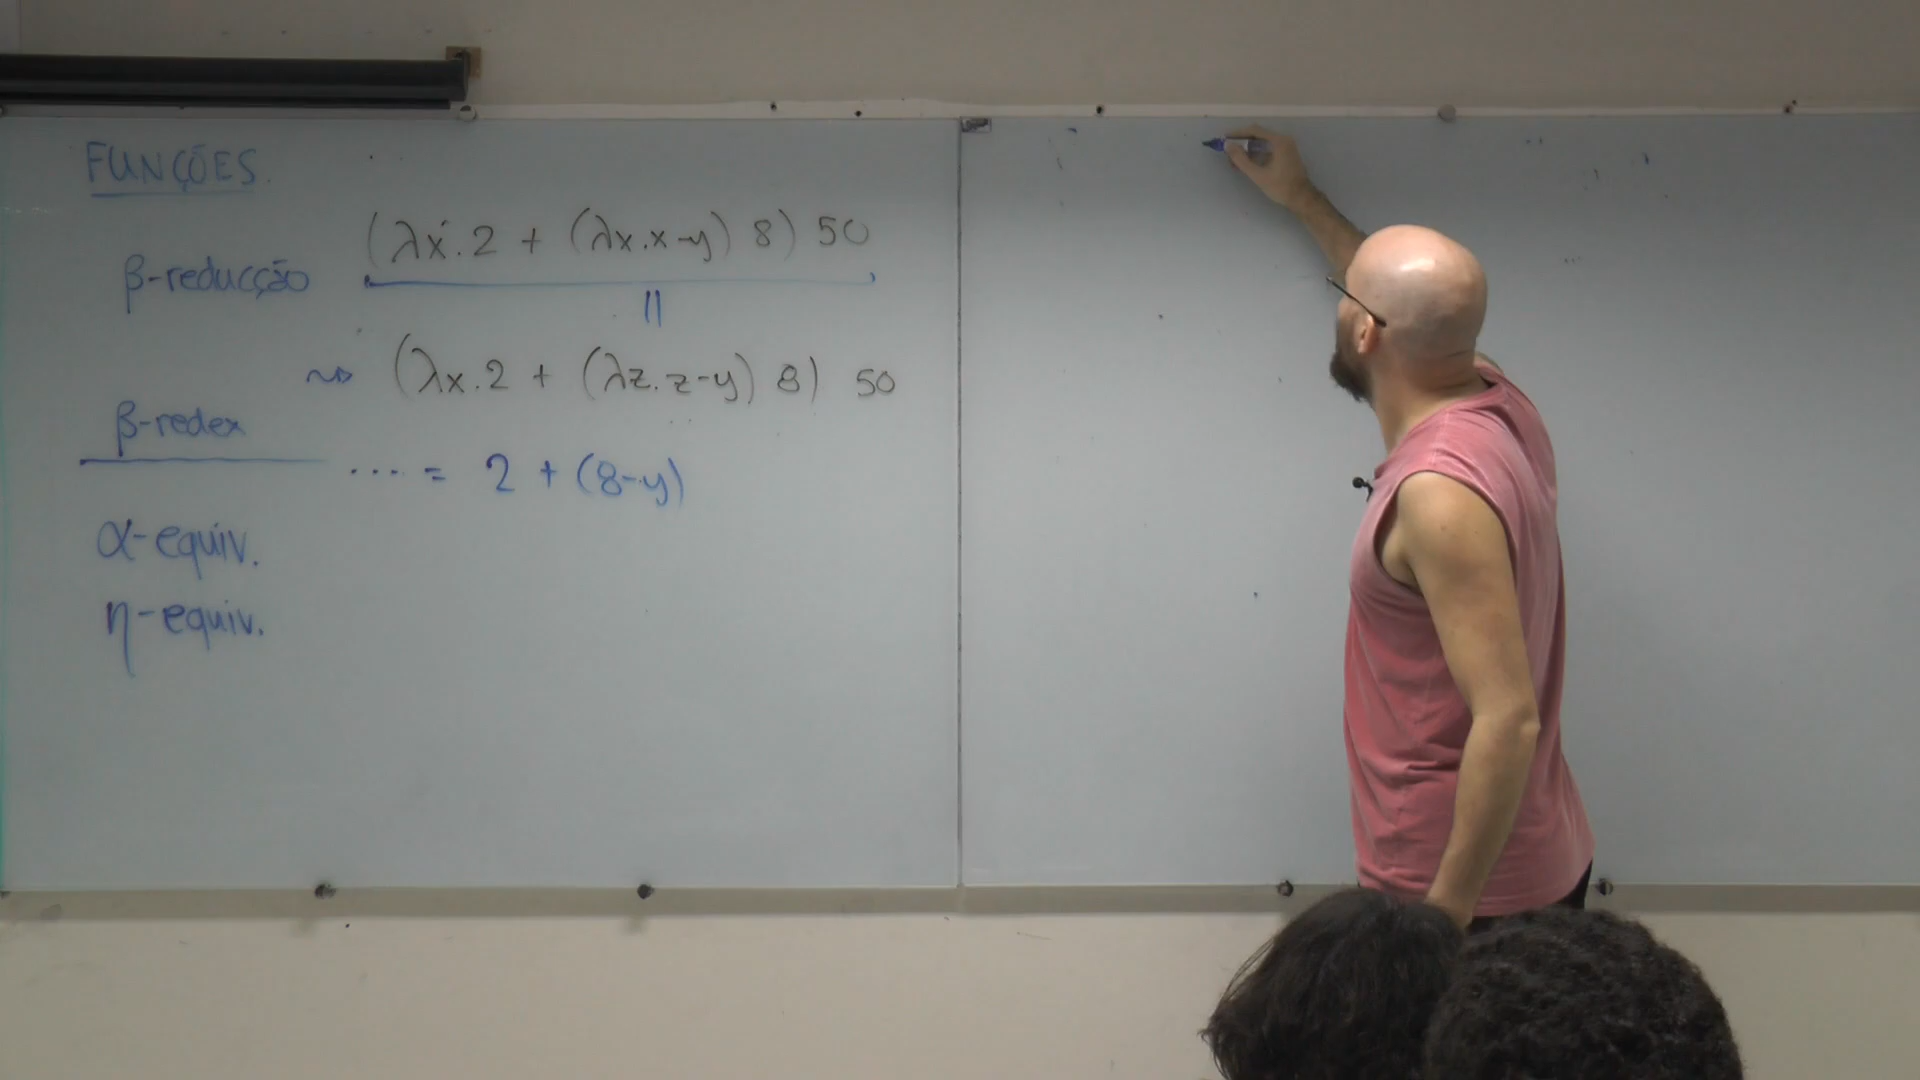 FUNÇÕES.
β-reducção (λx.2 + (λx.x-y) 8) 50
||
⇝ (λx.2 + (λz.z-y) 8) 50
β-redex
.... = 2 + (8-y)
α-equiv.
η-equiv.